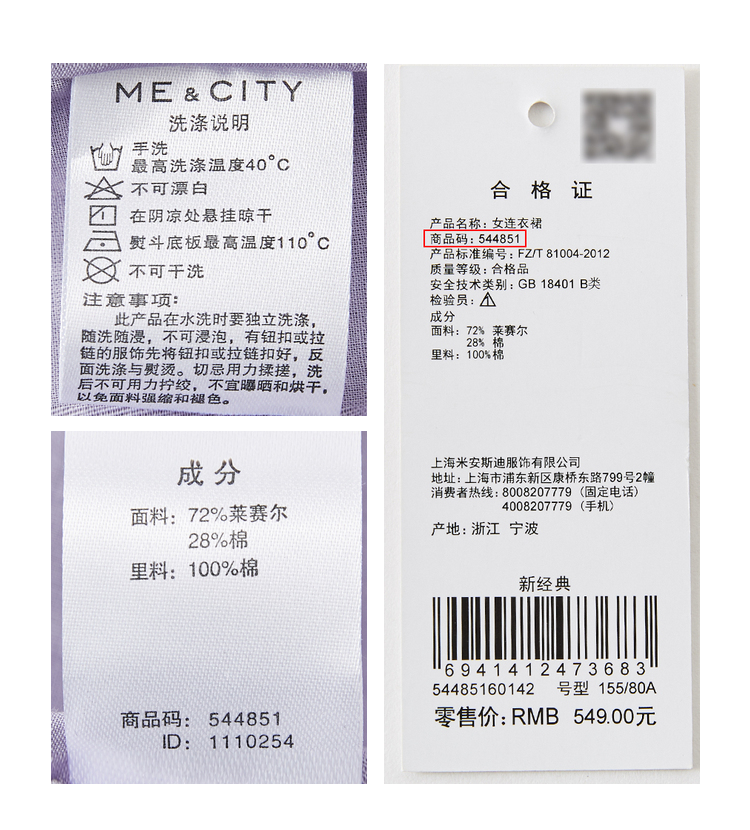 ME & CITY
洗涤说明
手洗
最高洗涤温度40°C
不可漂白
在阴凉处悬挂晾干
熨斗底板最高温度110°C
不可干洗
注意事项:
此产品在水洗时要独立洗涤,
随洗随浸,不可浸泡,有钮扣或拉
链的服饰先将钮扣或拉链扣好,反
面洗涤与熨烫。切忌用力揉搓,洗
后不可用力拧绞,不宜曝晒和烘干,
以免面料强缩和褪色。
成分
面料: 72%莱赛尔
28%棉
里料: 100%棉
商品码: 544851
ID: 1110254
合格证
产品名称: 女连衣裙
商品码: 544851
产品标准编号: FZ/T 81004-2012
质量等级: 合格品
安全技术类别: GB 18401 B类
检验员: 1
成分
面料: 72% 莱赛尔
28% 棉
里料: 100%棉
上海米安斯迪服饰有限公司
地址: 上海市浦东新区康桥东路799号2幢
消费者热线: 8008207779 (固定电话)
4008207779 (手机)
产地: 浙江 宁波
新经典
6941412473683
54485160142 号型 155/80A
零售价: RMB 549.00元